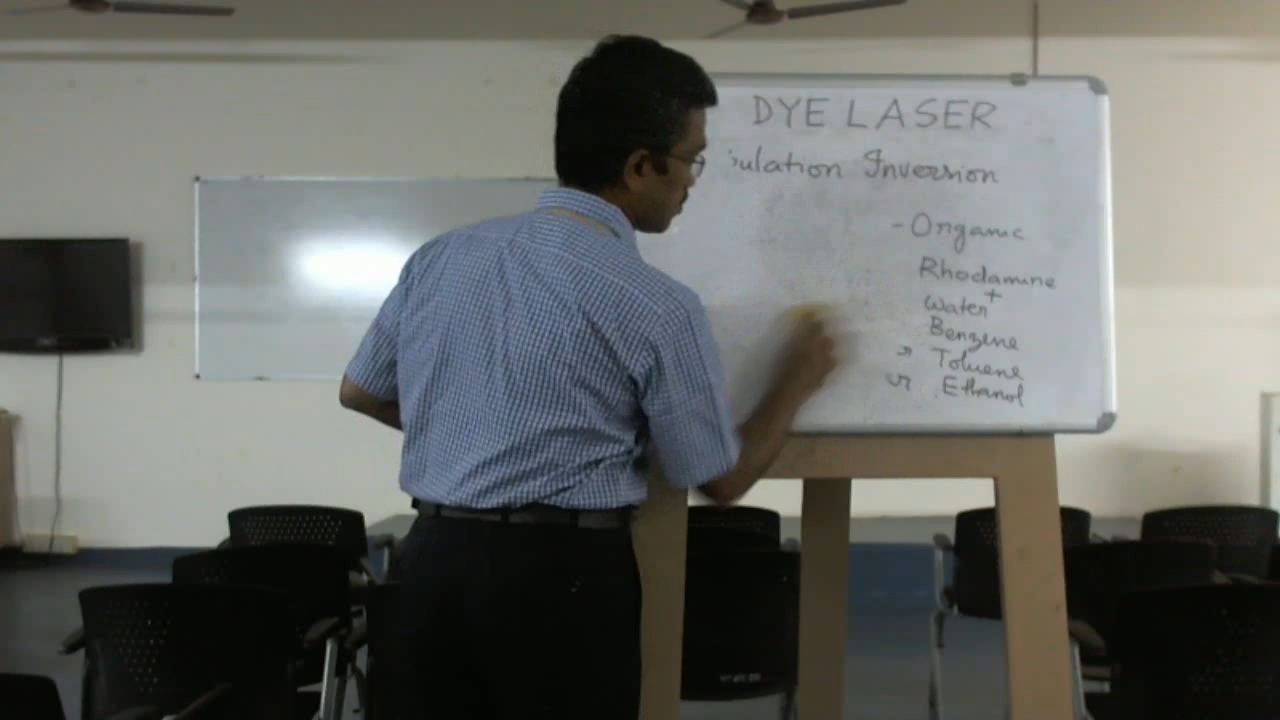 DYE LASER
ulation Inversion
- Organic
Rhodamine
+
Water
Benzene
Toluene
Ethanol